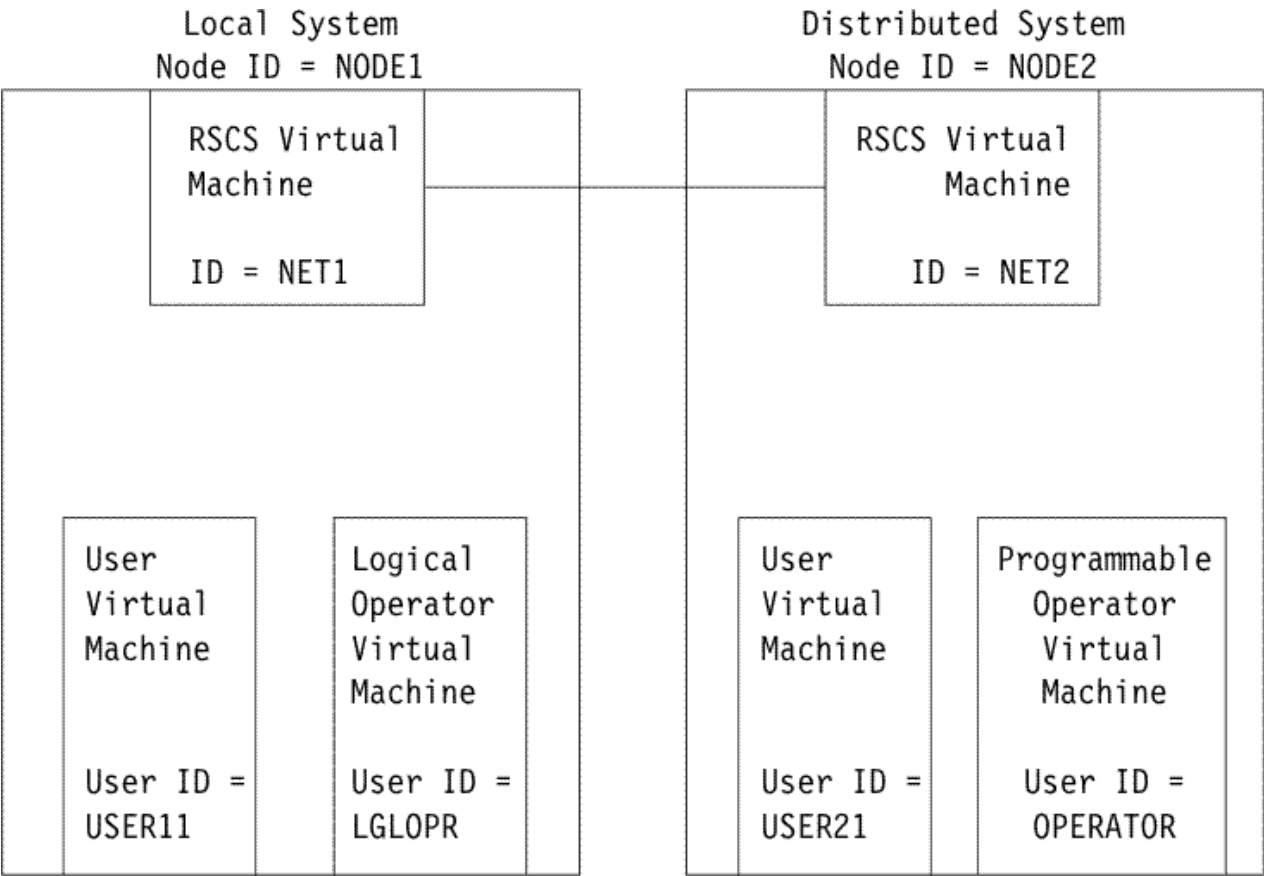 Local System
Node ID = NODE1
RSCS Virtual
Machine
ID = NET1
User
Virtual
Machine
User ID =
USER11
Logical
Operator
Virtual
Machine
User ID =
LGLOPR
Distributed System
Node ID = NODE2
RSCS Virtual
Machine
ID = NET2
User
Virtual
Machine
User ID =
USER21
Programmable
Operator
Virtual
Machine
User ID =
OPERATOR